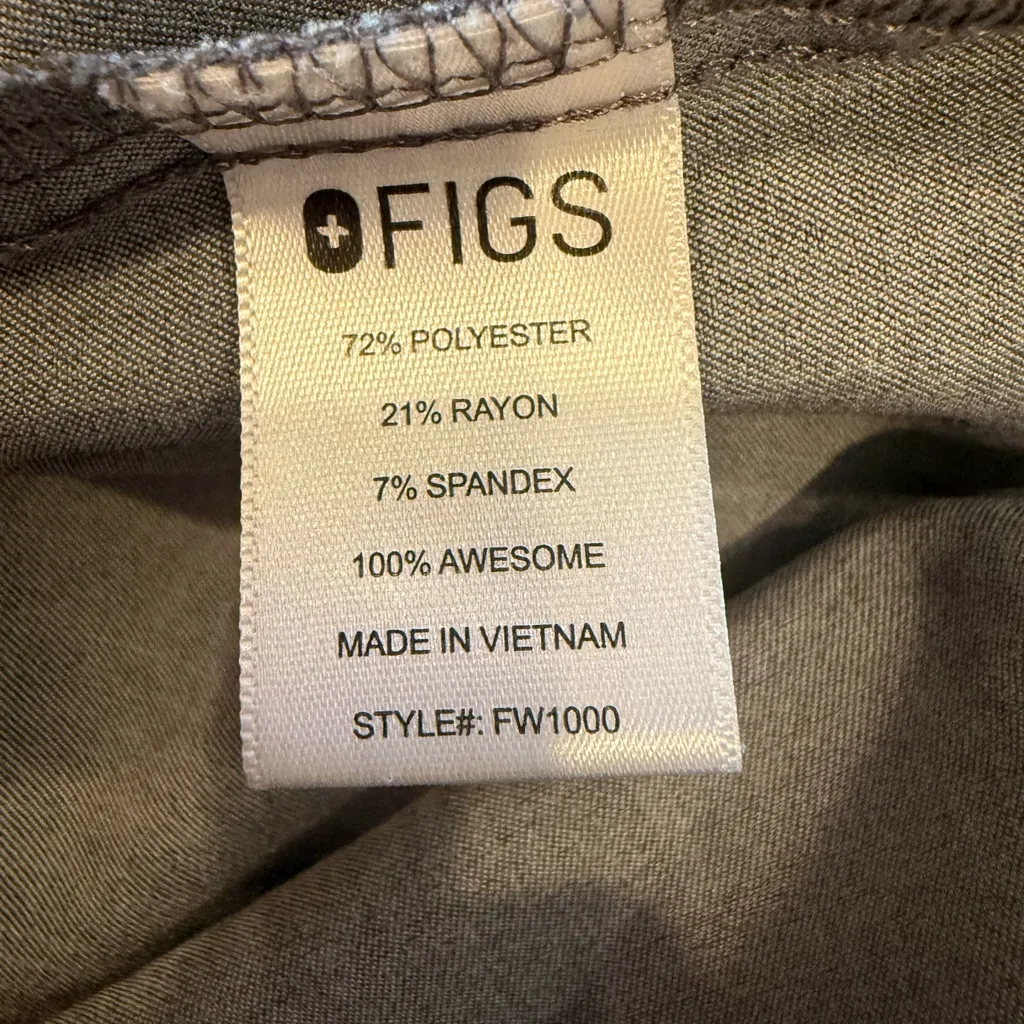 FIGS
72% POLYESTER
21% RAYON
7% SPANDEX
100% AWESOME
MADE IN VIETNAM
STYLE#: FW1000